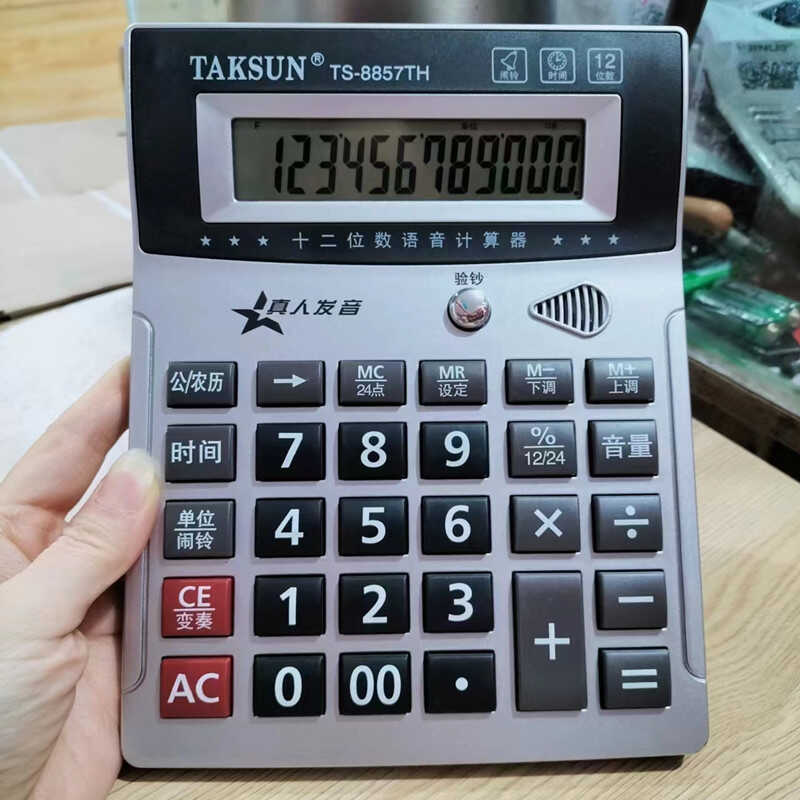 TAKSUN® TS-8857TH
闹铃 时间 12位数
123456789000.
★ ★ ★ 十二位数语音计算器 ★ ★ ★
验钞
真人发音
公/农历 → MC 24点 MR 设定 M− 下调 M+ 上调
时间 7 8 9 % 12/24 音量
单位 闹铃 4 5 6 × ÷
CE 变奏 1 2 3 + −
AC 0 00 · =